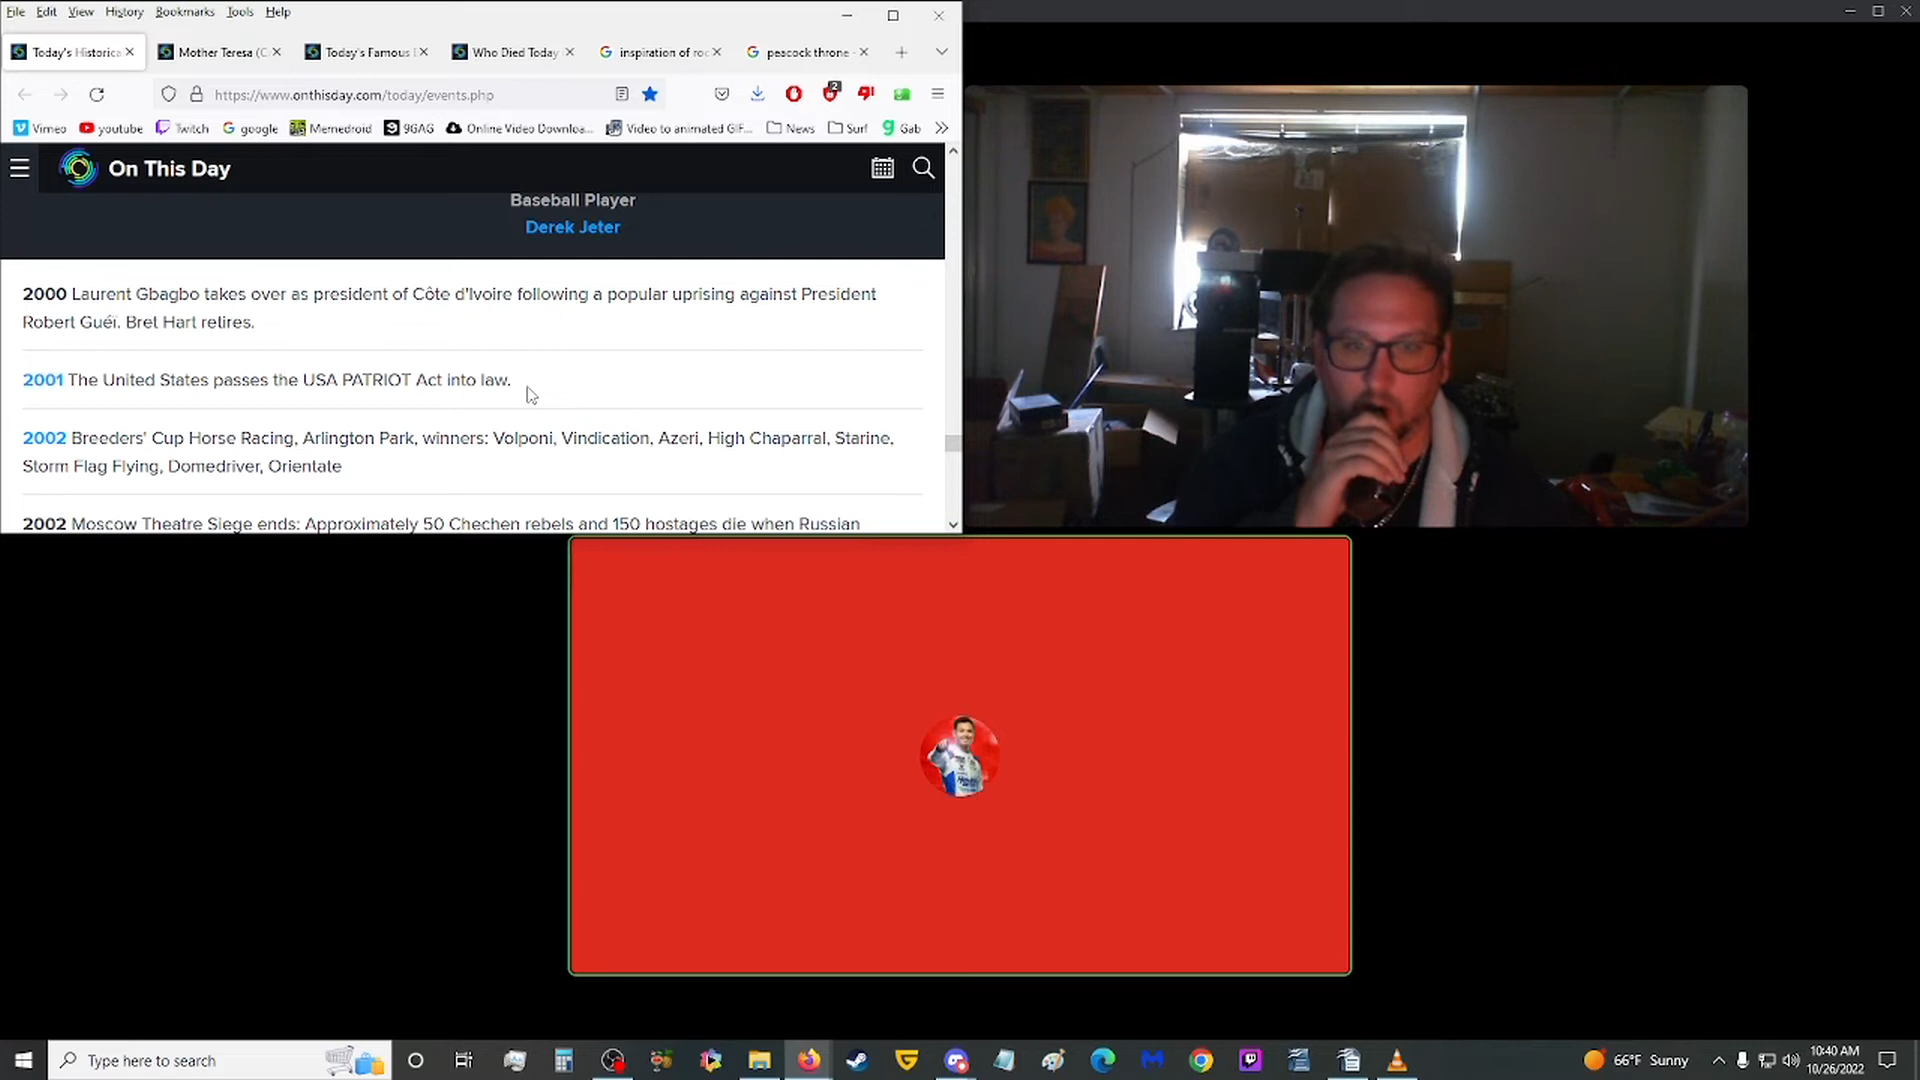 File Edit View History Bookmarks Tools Help
Today's Historica
Mother Teresa (C
Today's Famous
Who Died Today
inspiration of roc
peacock throne -
https://www.onthisday.com/today/events.php
2
Vimeo youtube Twitch google Memedroid 9GAG Online Video Downloa... Video to animated GIF... News Surf Gab
On This Day
Baseball Player
Derek Jeter
2000 Laurent Gbagbo takes over as president of Côte d'Ivoire following a popular uprising against President
Robert Guéï. Bret Hart relires.
2001 The United States passes the USA PATRIOT Act into law.
2002 Breeders' Cup Horse Racing, Arlington Park, winners: Volponi, Vindication, Azeri, High Chaparral, Starine,
Storm Flag Flying, Domedriver, Orientate
2002 Moscow Theatre Siege ends: Approximately 50 Chechen rebels and 150 hostages die when Russian
Type here to search
66°F Sunny
10:40 AM
10/26/2022